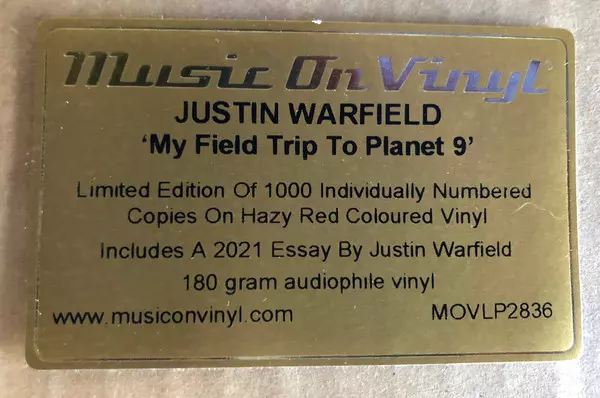 Music On Vinyl
JUSTIN WARFIELD
'My Field Trip To Planet 9'
Limited Edition Of 1000 Individually Numbered
Copies On Hazy Red Coloured Vinyl
Includes A 2021 Essay By Justin Warfield
180 gram audiophile vinyl
www.musiconvinyl.com MOVLP2836